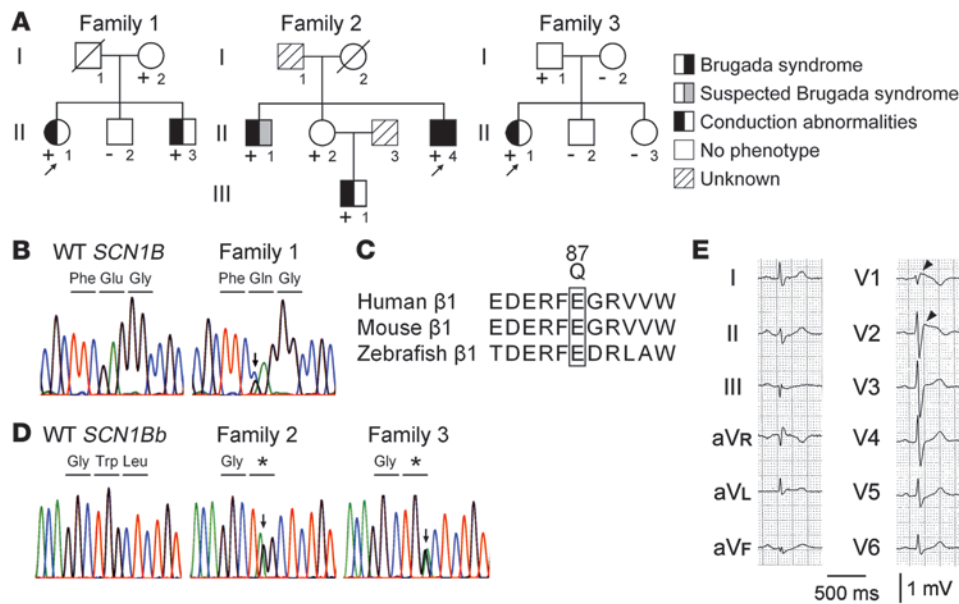 A
Family 1
Family 2
Family 3
I
1
+ 2
I
1
2
I
+ 1
- 2
II
+ 1
- 2
+ 3
II
+ 1
+ 2
3
+ 4
II
+ 1
- 2
- 3
III
+ 1
Brugada syndrome
Suspected Brugada syndrome
Conduction abnormalities
No phenotype
Unknown
B
WT SCN1B
Family 1
Phe Glu Gly
Phe Gln Gly
C
87
Q
Human β1 EDERFEGRVVW
Mouse β1 EDERFEGRVVW
Zebrafish β1 TDERFEDRLAW
D
WT SCN1Bb
Family 2
Family 3
Gly Trp Leu
Gly *
Gly *
E
I
V1
II
V2
III
V3
aVR
V4
aVL
V5
aVF
V6
500 ms
1 mV